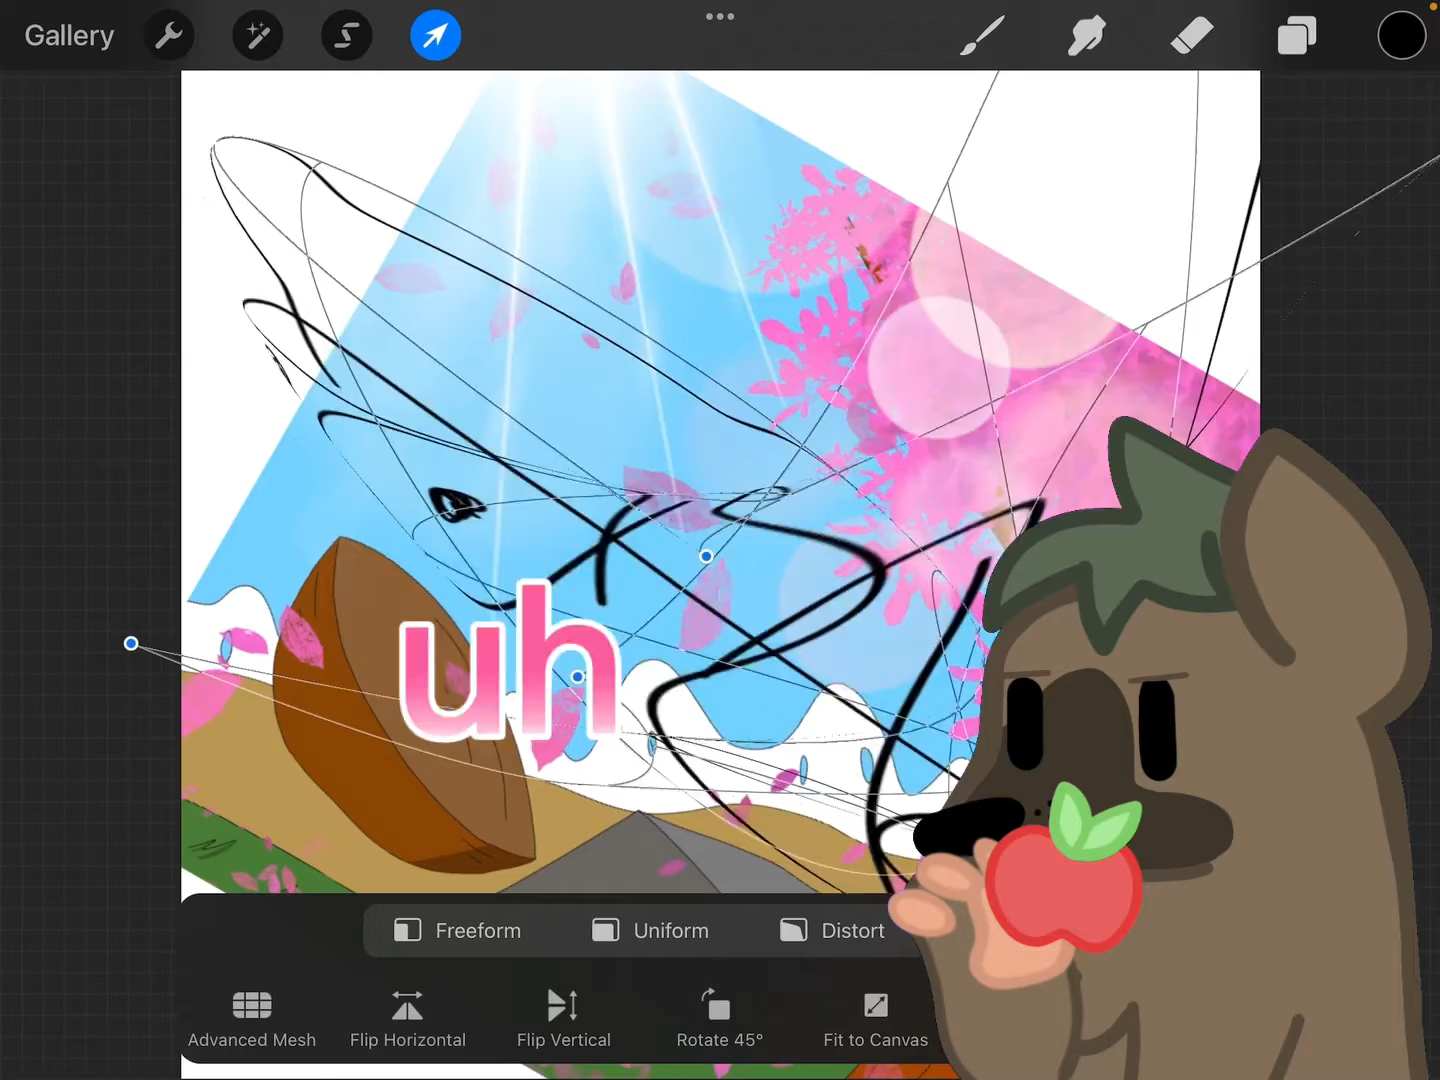 Gallery
uh
Freeform Uniform Distort
Advanced Mesh Flip Horizontal Flip Vertical Rotate 45° Fit to Canvas